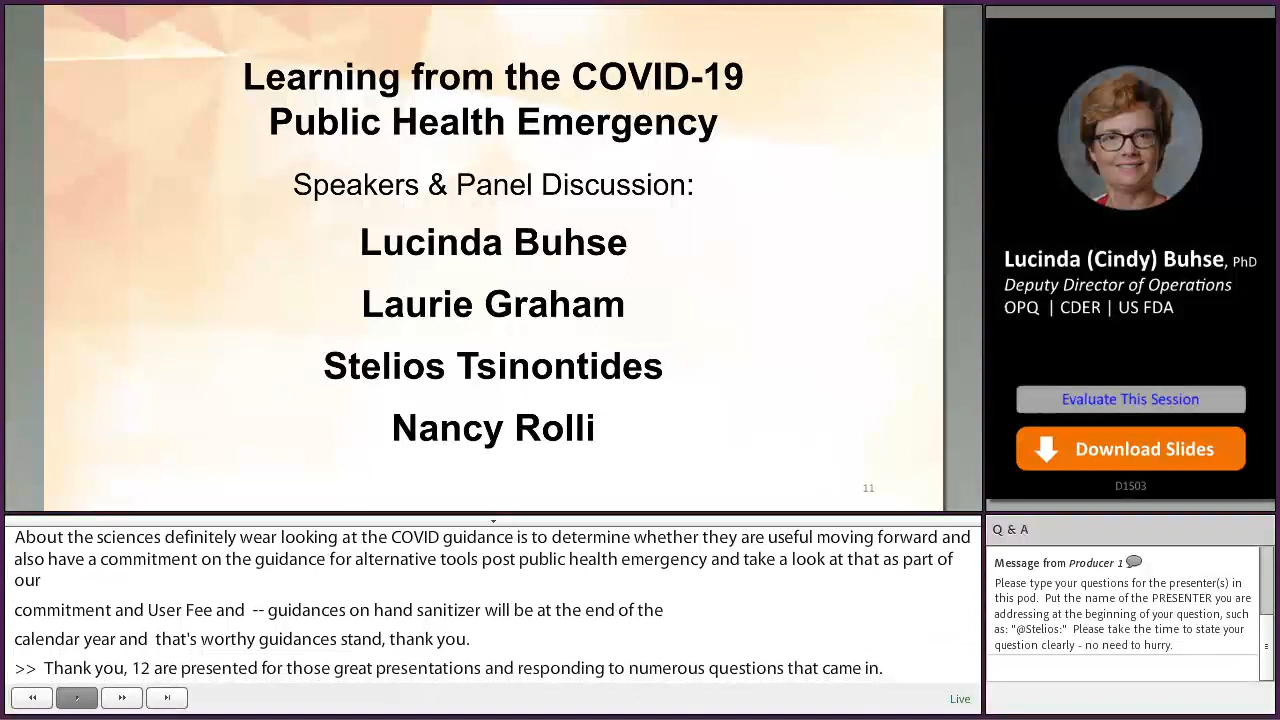 Learning from the COVID-19
Public Health Emergency
Speakers & Panel Discussion:
Lucinda Buhse
Laurie Graham
Stelios Tsinontides
Nancy Rolli
11
Lucinda (Cindy) Buhse, PhD
Deputy Director of Operations
OPQ | CDER | US FDA
Evaluate This Session
Download Slides
D1S03
About the sciences definitely wear looking at the COVID guidance is to determine whether they are useful moving forward and
also have a commitment on the guidance for alternative tools post public health emergency and take a look at that as part of
our
commitment and User Fee and -- guidances on hand sanitizer will be at the end of the
calendar year and that's worthy guidances stand, thank you.
>> Thank you, 12 are presented for those great presentations and responding to numerous questions that came in.
Live
Q & A
Message from Producer 1
Please type your questions for the presenter(s) in
this pod. Put the name of the PRESENTER you are
addressing at the beginning of your question, such
as: "@Stelios:" Please take the time to state your
question clearly - no need to hurry.